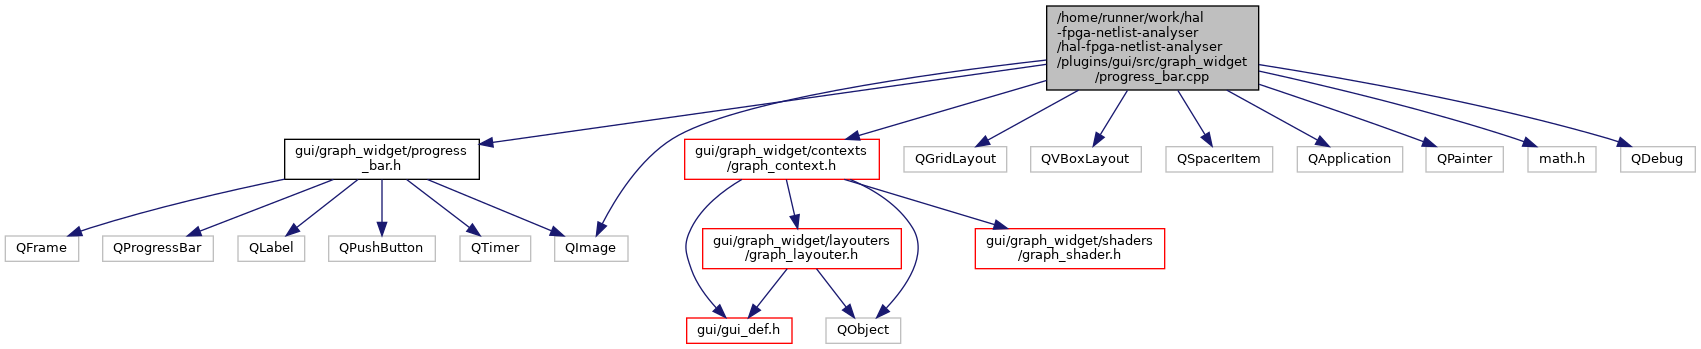 /home/runner/work/hal
-fpga-netlist-analyser
/hal-fpga-netlist-analyser
/plugins/gui/src/graph_widget
/progress_bar.cpp
gui/graph_widget/progress
_bar.h
gui/graph_widget/contexts
/graph_context.h
QGridLayout
QVBoxLayout
QSpacerItem
QApplication
QPainter
math.h
QDebug
QFrame
QProgressBar
QLabel
QPushButton
QTimer
QImage
gui/graph_widget/layouters
/graph_layouter.h
gui/graph_widget/shaders
/graph_shader.h
gui/gui_def.h
QObject